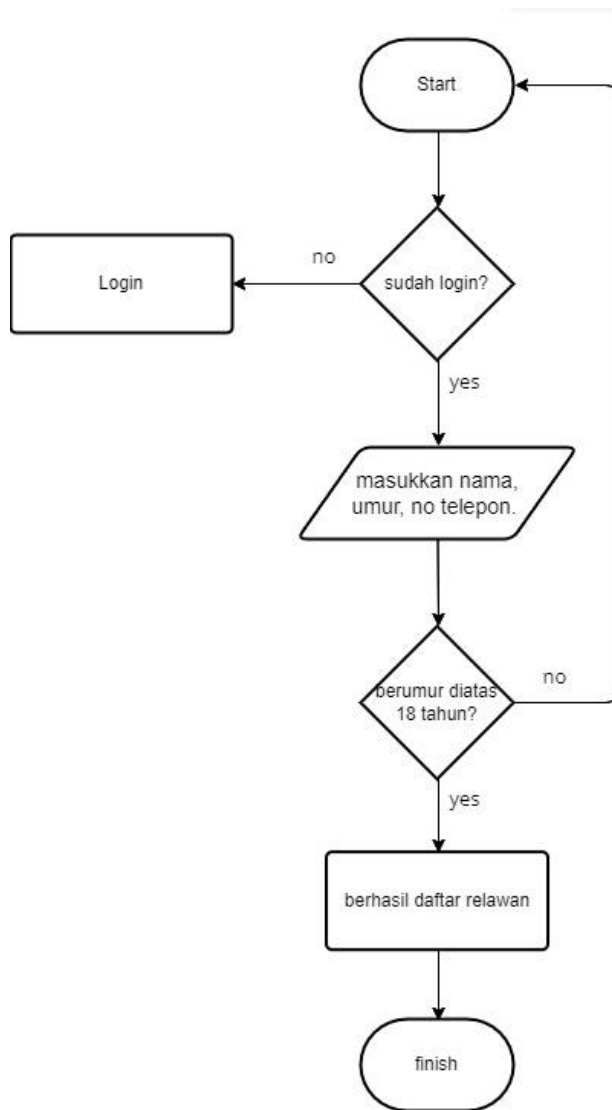 Start
no
Login
sudah login?
yes
masukkan nama,
umur, no telepon.
berumur diatas
18 tahun?
no
yes
berhasil daftar relawan
finish